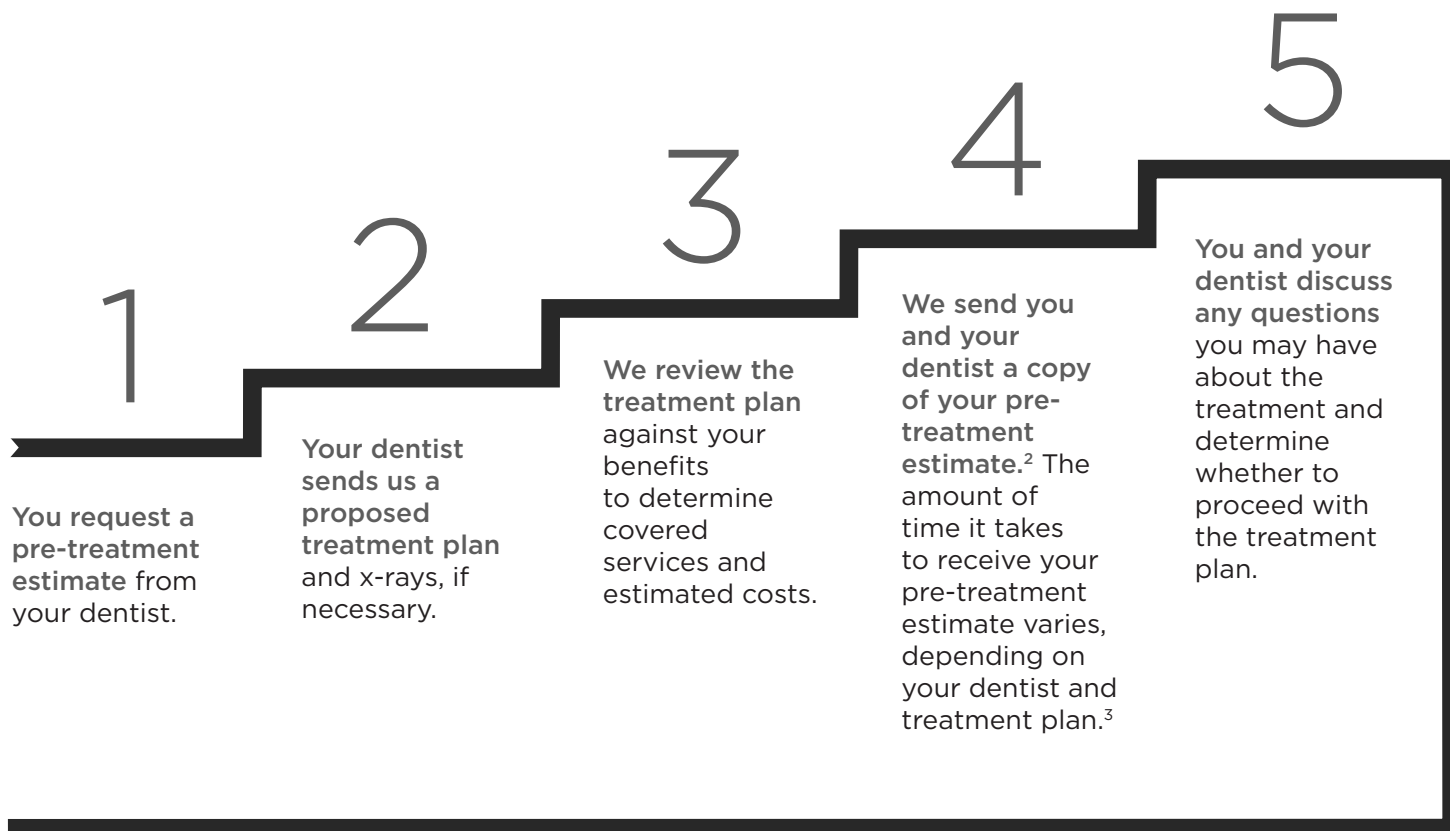 1
You request a
pre-treatment
estimate from
your dentist.
2
Your dentist
sends us a
proposed
treatment plan
and x-rays, if
necessary.
3
We review the
treatment plan
against your
benefits
to determine
covered
services and
estimated costs.
4
We send you
and your
dentist a copy
of your pre-
treatment
estimate.² The
amount of
time it takes
to receive your
pre-treatment
estimate varies,
depending on
your dentist and
treatment plan.³
5
You and your
dentist discuss
any questions
you may have
about the
treatment and
determine
whether to
proceed with
the treatment
plan.